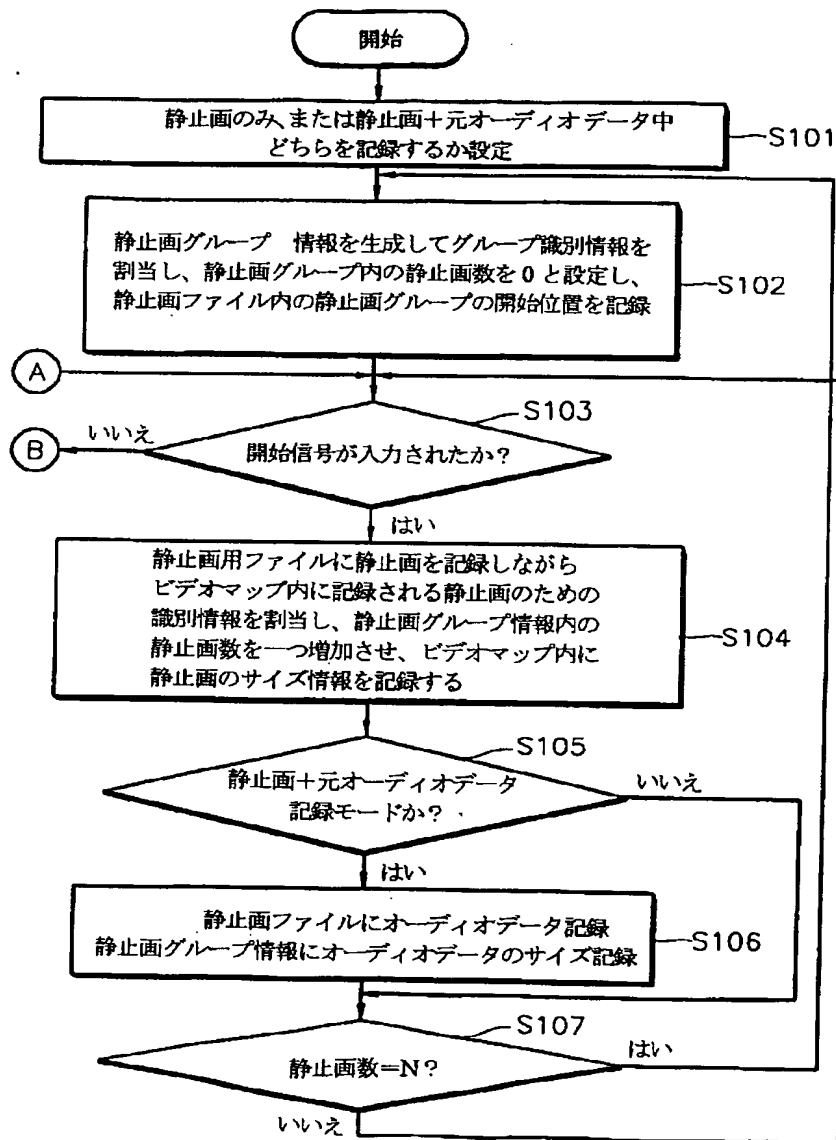 開始
静止画のみ、または静止画+元オーディオデータ中
どちらを記録するか設定
S101
静止画グループ 情報を生成してグループ識別情報を
割当し、静止画グループ内の静止画数を0と設定し、
静止画ファイル内の静止画グループの開始位置を記録
S102
A
S103
いいえ
B
開始信号が入力されたか?
はい
静止画用ファイルに静止画を記録しながら
ビデオマップ内に記録される静止画のための
識別情報を割当し、静止画グループ情報内の
静止画数を一つ増加させ、ビデオマップ内に
静止画のサイズ情報を記録する
S104
S105
静止画+元オーディオデータ
記録モードか?
いいえ
はい
静止画ファイルにオーディオデータ記録
静止画グループ情報にオーディオデータのサイズ記録
S106
S107
静止画数=N?
はい
いいえ